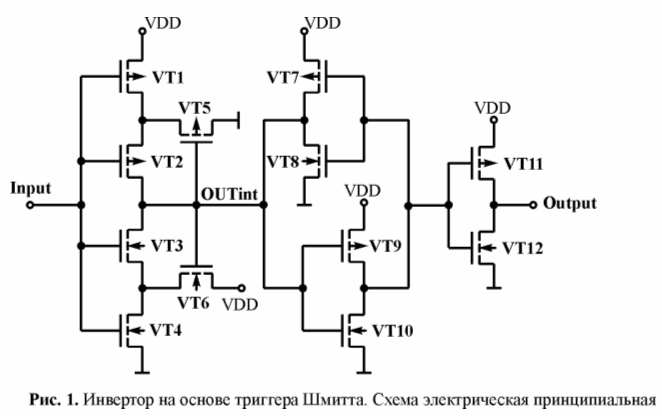 VDD
VDD
VT1
VT7
VT5
VDD
VT2
VT8
VT11
Input
OUTint
VDD
Output
VT3
VT9
VT12
VT6
VDD
VT4
VT10
Рис. 1. Инвертор на основе триггера Шмитта. Схема электрическая принципиальная